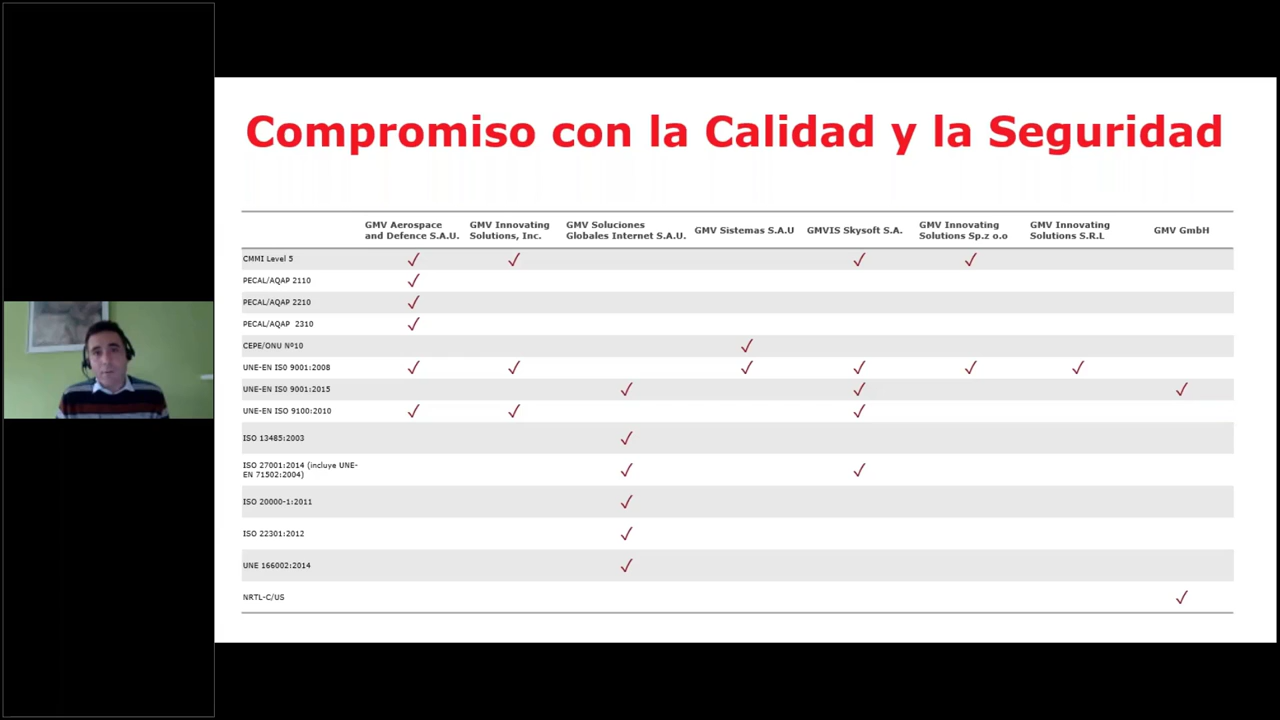 Compromiso con la Calidad y la Seguridad
GMV Aerospace
and Defence S.A.U.
GMV Innovating
Solutions, Inc.
GMV Soluciones
Globales Internet S.A.U.
GMV Sistemas S.A.U
GMVIS Skysoft S.A.
GMV Innovating
Solutions Sp.z o.o
GMV Innovating
Solutions S.R.L
GMV GmbH
CMMI Level 5 ✓ ✓ ✓ ✓
PECAL/AQAP 2110 ✓
PECAL/AQAP 2210 ✓
PECAL/AQAP 2310 ✓
CEPE/ONU Nº10 ✓
UNE-EN IS0 9001:2008 ✓ ✓ ✓ ✓ ✓ ✓
UNE-EN IS0 9001:2015 ✓ ✓ ✓
UNE-EN ISO 9100:2010 ✓ ✓ ✓
ISO 13485:2003 ✓
ISO 27001:2014 (incluye UNE-
EN 71502:2004) ✓ ✓
ISO 20000-1:2011 ✓
ISO 22301:2012 ✓
UNE 166002:2014 ✓
NRTL-C/US ✓